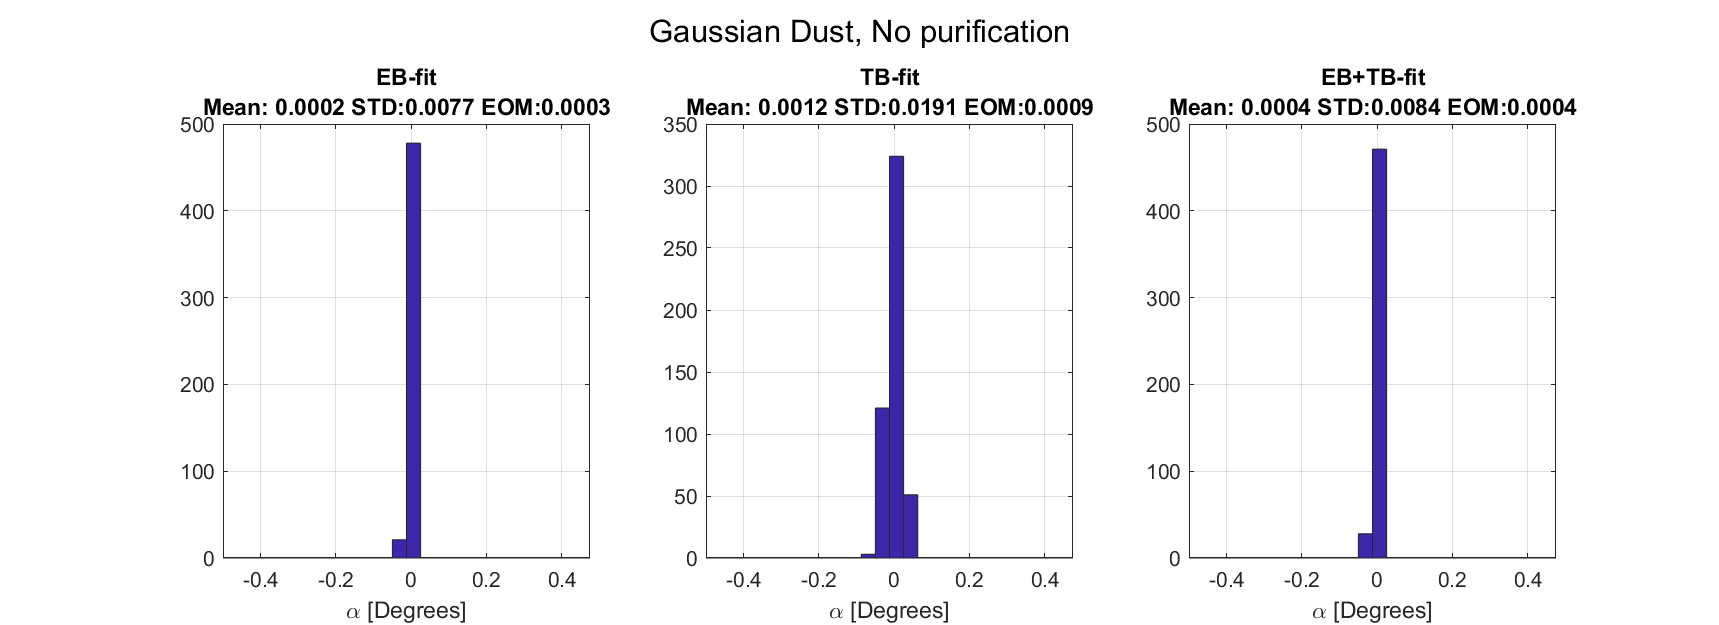 Gaussian Dust, No purification
EB-fit
Mean: 0.0002 STD:0.0077 EOM:0.0003
500
400
300
200
100
0
-0.4 -0.2 0 0.2 0.4
α [Degrees]
TB-fit
Mean: 0.0012 STD:0.0191 EOM:0.0009
350
300
250
200
150
100
50
0
-0.4 -0.2 0 0.2 0.4
α [Degrees]
EB+TB-fit
Mean: 0.0004 STD:0.0084 EOM:0.0004
500
400
300
200
100
0
-0.4 -0.2 0 0.2 0.4
α [Degrees]